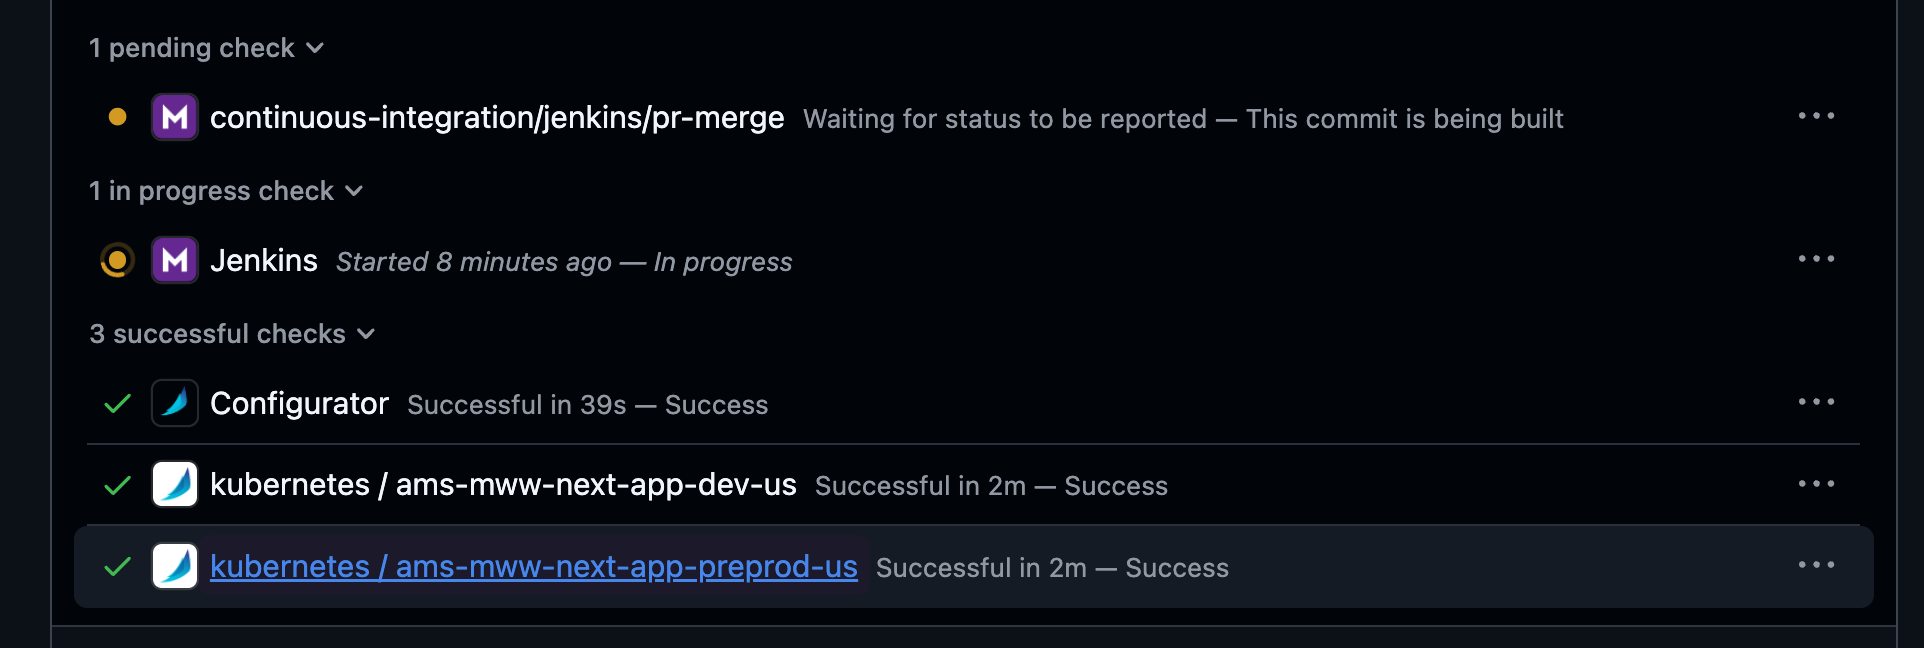 1 pending check
continuous-integration/jenkins/pr-merge Waiting for status to be reported — This commit is being built
1 in progress check
Jenkins Started 8 minutes ago — In progress
3 successful checks
Configurator Successful in 39s — Success
kubernetes / ams-mww-next-app-dev-us Successful in 2m — Success
kubernetes / ams-mww-next-app-preprod-us Successful in 2m — Success